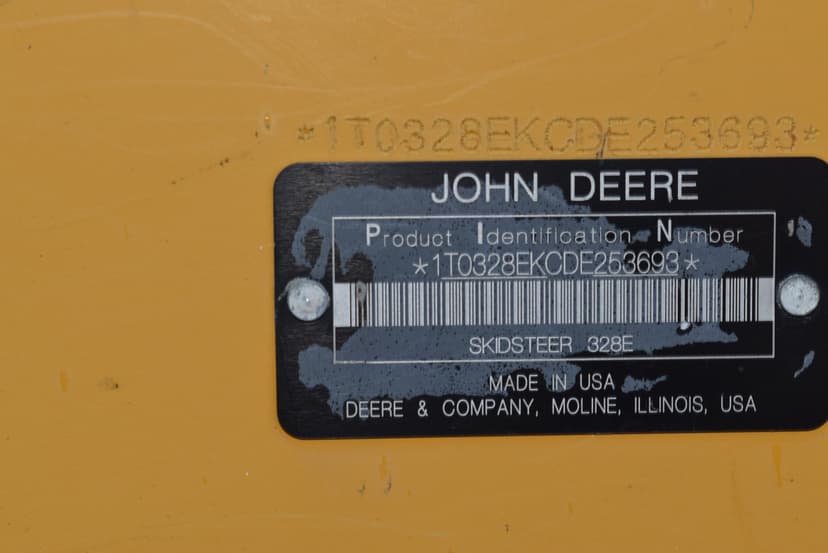 *1T0328EKCDE253693*
JOHN DEERE
Product Identification Number
*1T0328EKCDE253693*
SKIDSTEER 328E
MADE IN USA
DEERE & COMPANY, MOLINE, ILLINOIS, USA